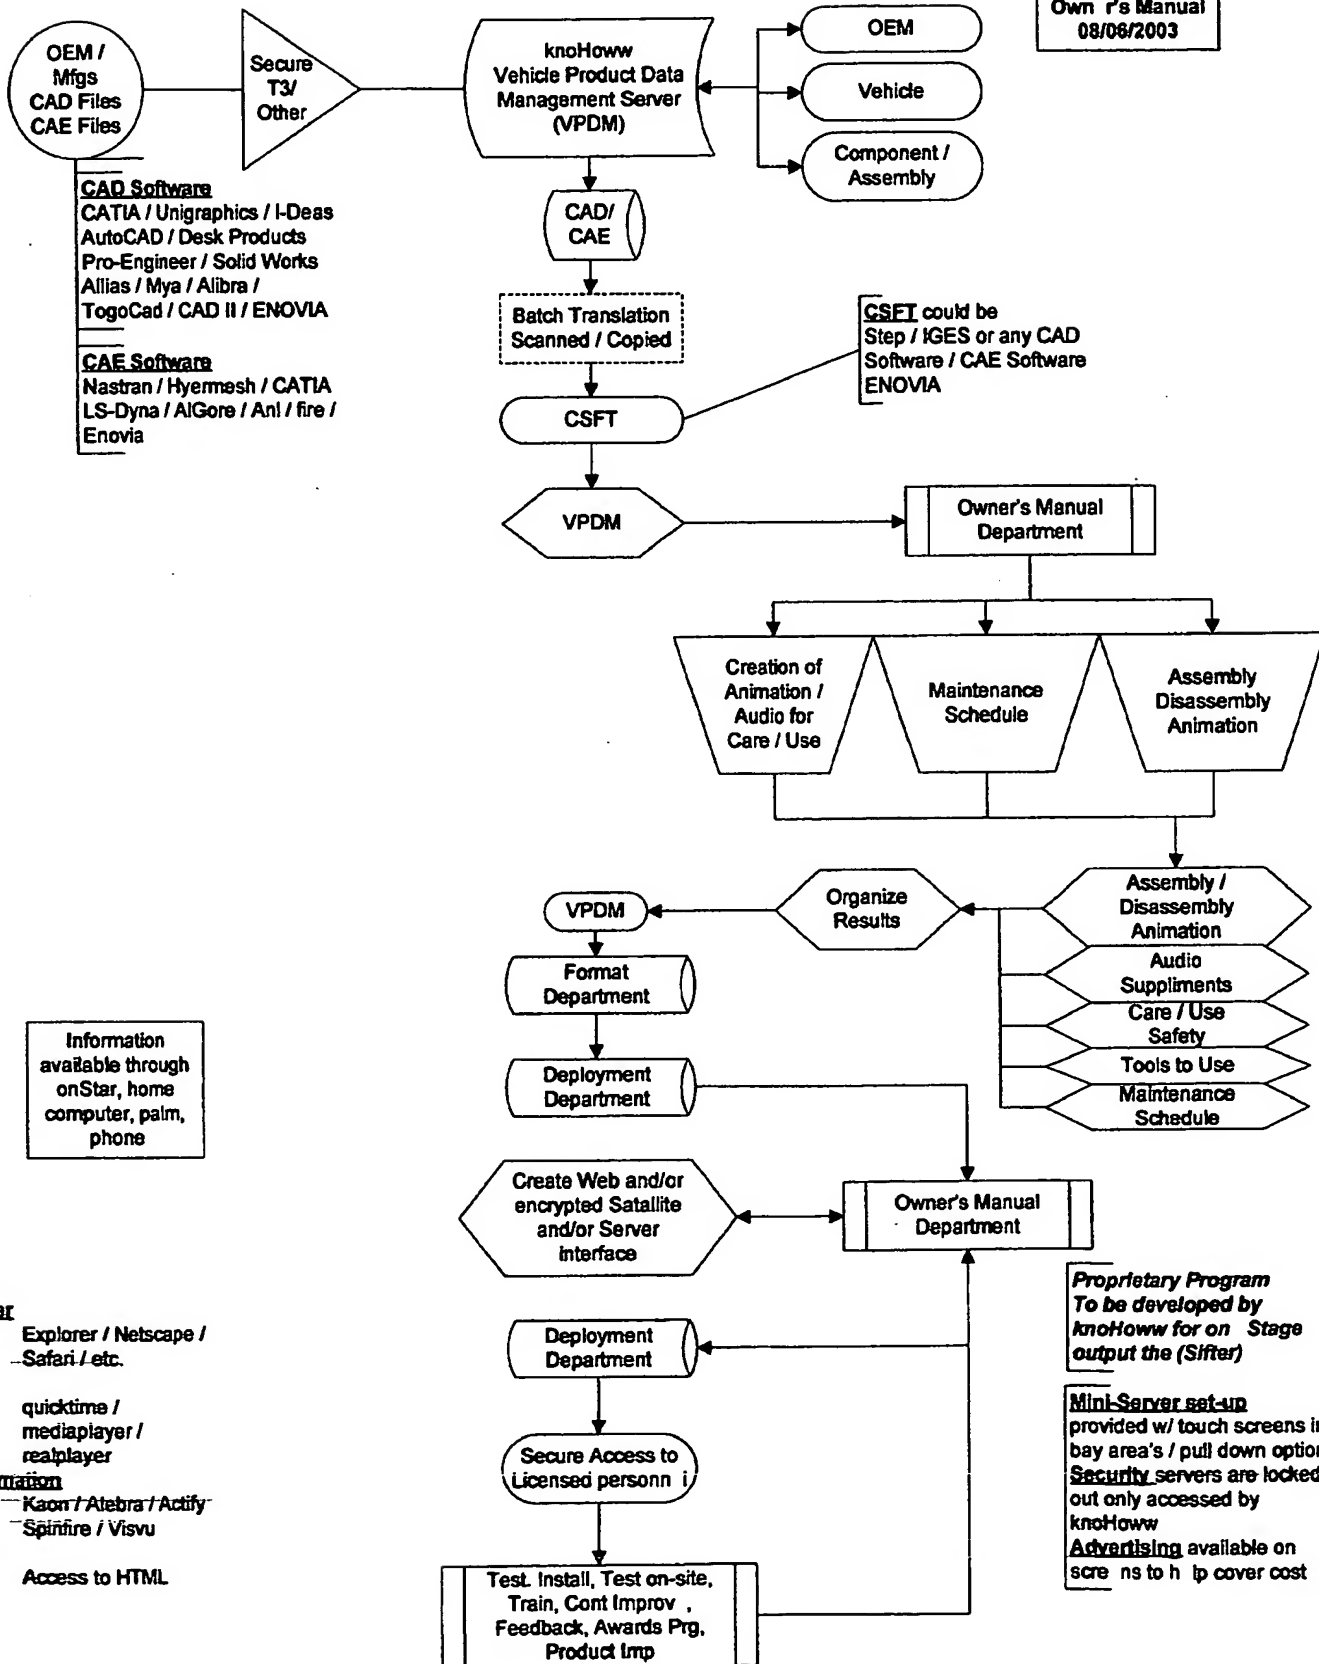 Own r's Manual
08/06/2003
OEM /
Mfgs
CAD Files
CAE Files
Secure
T3/
Other
knoHoww
Vehicle Product Data
Management Server
(VPDM)
OEM
Vehicle
Component /
Assembly
CAD Software
CATIA / Unigraphics / I-Deas
AutoCAD / Desk Products
Pro-Engineer / Solid Works
Allias / Mya / Alibra /
TogoCad / CAD II / ENOVIA
CAE Software
Nastran / Hyermesh / CATIA
LS-Dyna / AlGore / Ani / fire /
Enovia
CAD/
CAE
Batch Translation
Scanned / Copied
CSFT could be
Step / IGES or any CAD
Software / CAE Software
ENOVIA
CSFT
VPDM
Owner's Manual
Department
Creation of
Animation /
Audio for
Care / Use
Maintenance
Schedule
Assembly
Disassembly
Animation
Assembly /
Disassembly
Animation
Audio
Suppliments
Care / Use
Safety
Tools to Use
Maintenance
Schedule
Organize
Results
VPDM
Format
Department
Deployment
Department
Information
available through
onStar, home
computer, palm,
phone
Create Web and/or
encrypted Satallite
and/or Server
interface
Owner's Manual
Department
Proprietary Program
To be developed by
knoHoww for on Stage
output the (Sifter)
Explorer / Netscape /
Safari / etc.
quicktime /
mediaplayer /
realplayer
Kaon / Atebra / Actify
Spinfire / Visvu
Access to HTML
Deployment
Department
Secure Access to
Licensed personn i
Mini-Server set-up
provided w/ touch screens in
bay area's / pull down option
Security servers are locked
out only accessed by
knoHoww
Advertising available on
scre ns to h lp cover cost
Test. Install, Test on-site,
Train, Cont Improv ,
Feedback, Awards Prg,
Product Imp